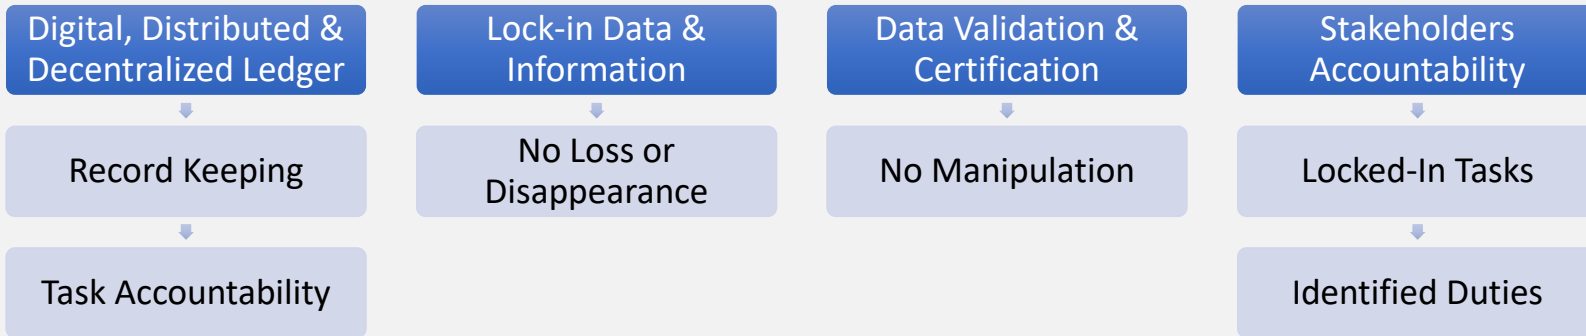 Digital, Distributed &
Decentralized Ledger
Record Keeping
Task Accountability
Lock-in Data &
Information
No Loss or
Disappearance
Data Validation &
Certification
No Manipulation
Stakeholders
Accountability
Locked-In Tasks
Identified Duties